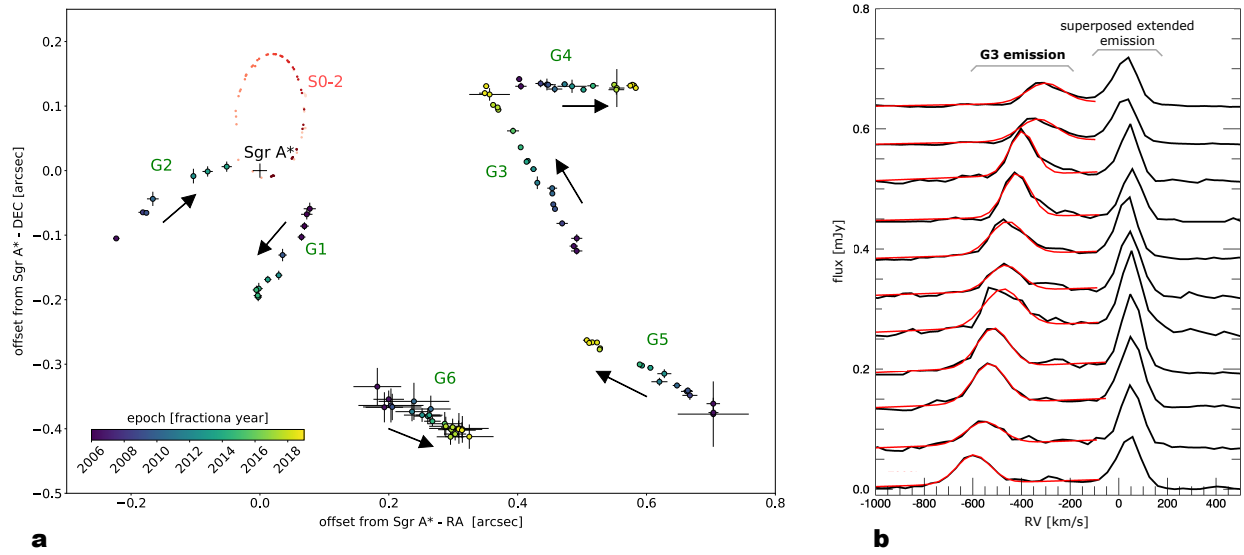 0.2
0.1
0.0
−0.1
−0.2
−0.3
−0.4
−0.5
offset from Sgr A* - DEC [arcsec]
S0-2
Sgr A*
G2
G1
G4
G3
G5
G6
epoch [fractiona year]
2006
2008
2010
2012
2014
2016
2018
−0.2
0.0
0.2
0.4
0.6
0.8
offset from Sgr A* - RA [arcsec]
a
superposed extended
emission
G3 emission
0.8
0.6
0.4
0.2
0.0
flux [mJy]
-1000
-800
-600
-400
-200
0
200
400
RV [km/s]
b